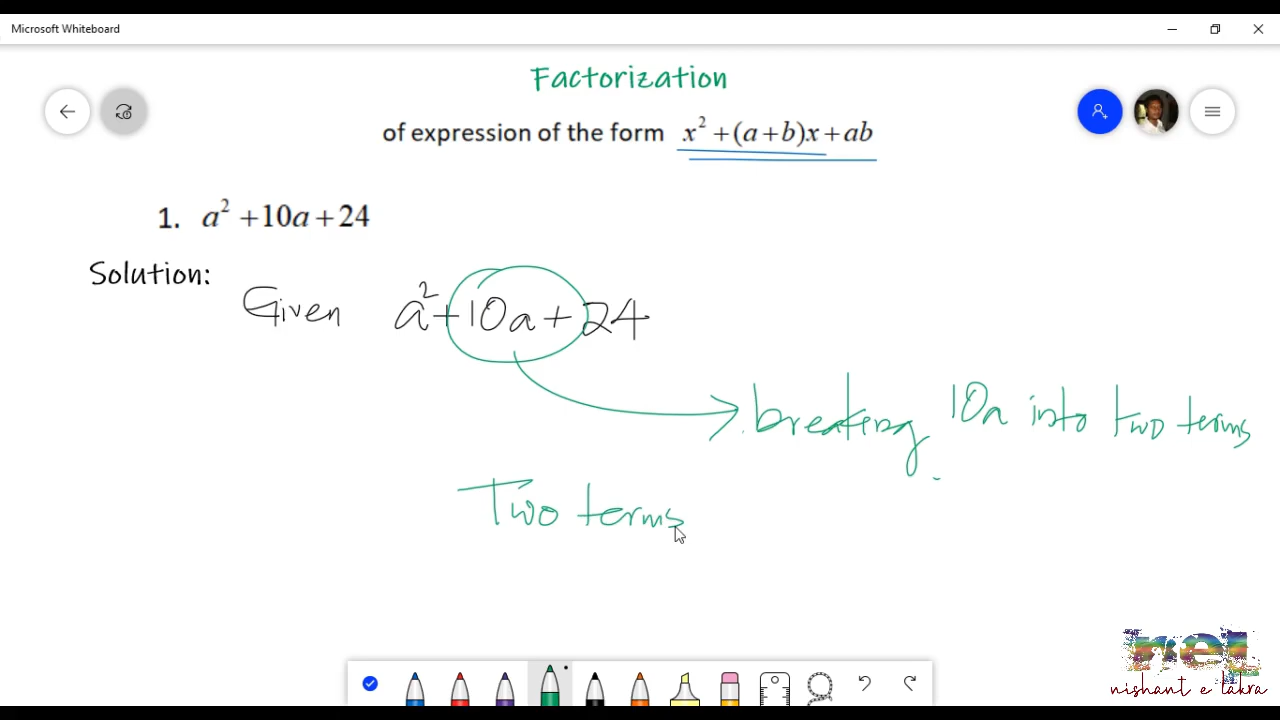 Microsoft Whiteboard
Factorization
of expression of the form x² + (a + b)x + ab
1. a² + 10a + 24
Solution:
Given a² + 10a + 24
breaking 10a into two terms
Two terms
nel
nishant e lakra